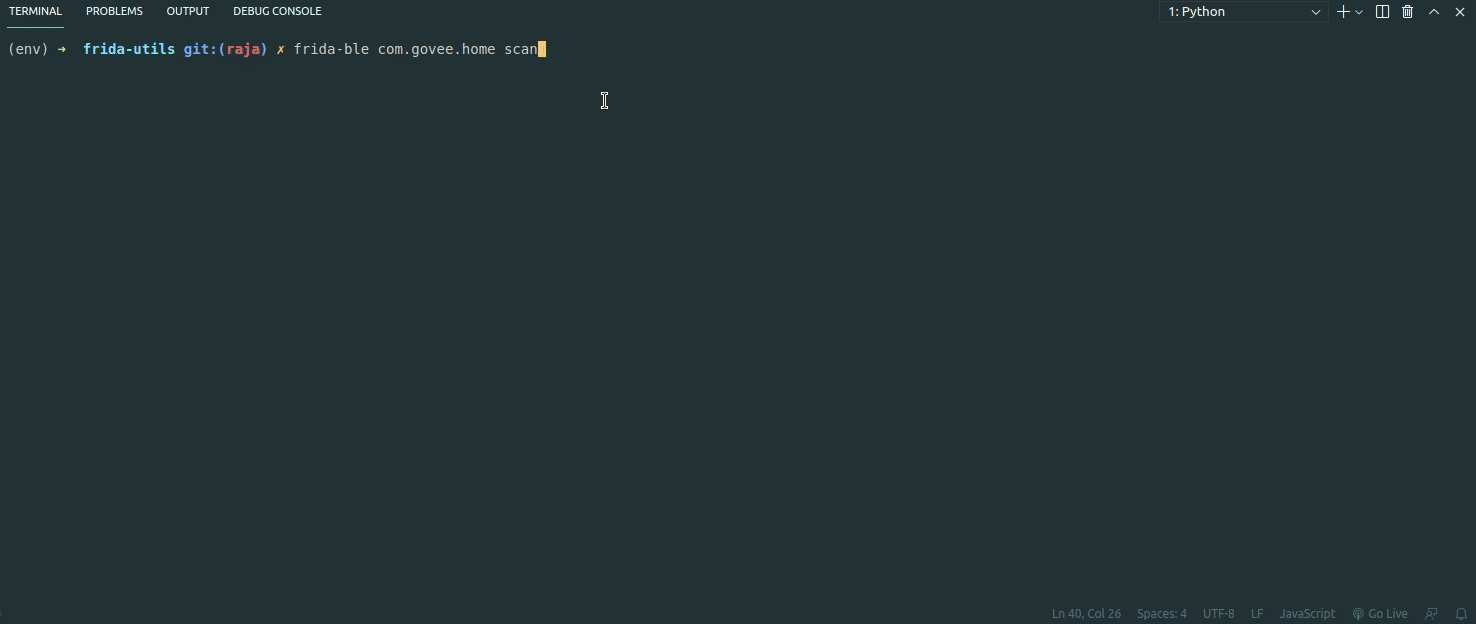 TERMINAL PROBLEMS OUTPUT DEBUG CONSOLE 1: Python
(env) ➜ frida-utils git:(raja) ✗ frida-ble com.govee.home scan
Ln 40, Col 26 Spaces: 4 UTF-8 LF JavaScript Go Live